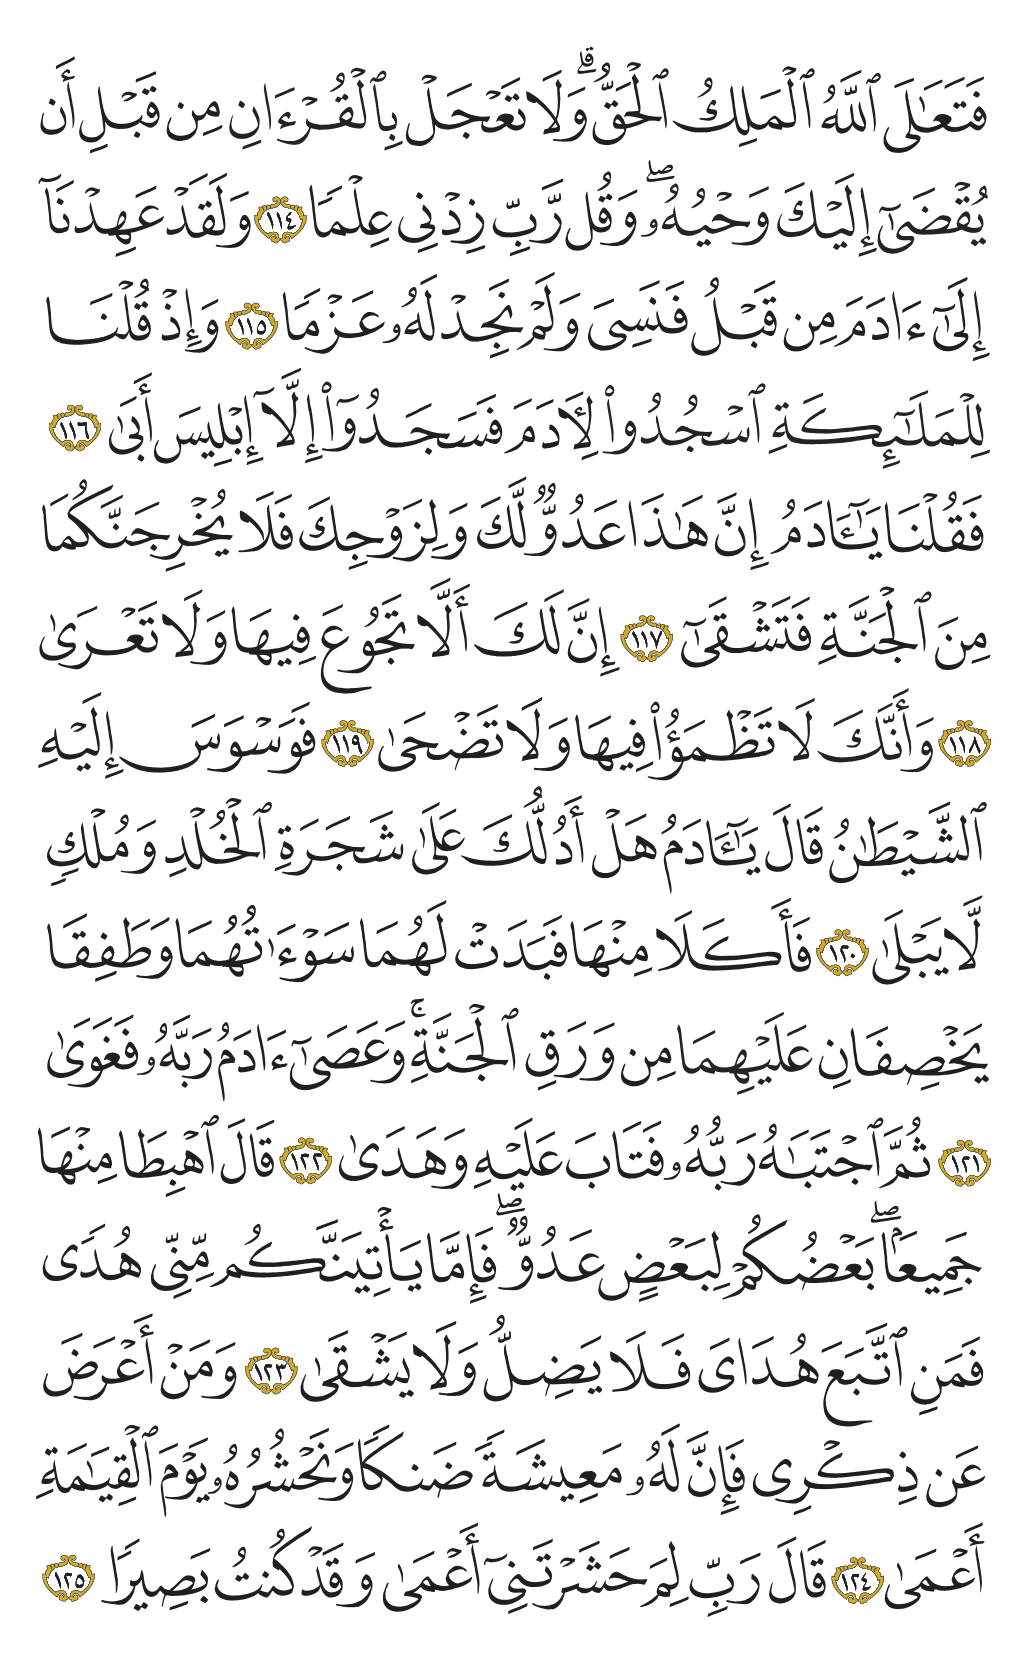 فَتَعَٰلَى ٱللَّهُ ٱلْمَلِكُ ٱلْحَقُّ ۗ وَلَا تَعْجَلْ بِٱلْقُرْءَانِ مِن قَبْلِ أَن
يُقْضَىٰٓ إِلَيْكَ وَحْيُهُۥ ۖ وَقُل رَّبِّ زِدْنِى عِلْمًا ١١٤ وَلَقَدْ عَهِدْنَآ
إِلَىٰٓ ءَادَمَ مِن قَبْلُ فَنَسِىَ وَلَمْ نَجِدْ لَهُۥ عَزْمًا ١١٥ وَإِذْ قُلْنَا
لِلْمَلَٰٓئِكَةِ ٱسْجُدُوا۟ لِءَادَمَ فَسَجَدُوٓا۟ إِلَّآ إِبْلِيسَ أَبَىٰ ١١٦
فَقُلْنَا يَٰٓـَٔادَمُ إِنَّ هَٰذَا عَدُوٌّ لَّكَ وَلِزَوْجِكَ فَلَا يُخْرِجَنَّكُمَا
مِنَ ٱلْجَنَّةِ فَتَشْقَىٰٓ ١١٧ إِنَّ لَكَ أَلَّا تَجُوعَ فِيهَا وَلَا تَعْرَىٰ
١١٨ وَأَنَّكَ لَا تَظْمَؤُا۟ فِيهَا وَلَا تَضْحَىٰ ١١٩ فَوَسْوَسَ إِلَيْهِ
ٱلشَّيْطَٰنُ قَالَ يَٰٓـَٔادَمُ هَلْ أَدُلُّكَ عَلَىٰ شَجَرَةِ ٱلْخُلْدِ وَمُلْكٍ
لَّا يَبْلَىٰ ١٢٠ فَأَكَلَا مِنْهَا فَبَدَتْ لَهُمَا سَوْءَٰتُهُمَا وَطَفِقَا
يَخْصِفَانِ عَلَيْهِمَا مِن وَرَقِ ٱلْجَنَّةِ ۚ وَعَصَىٰٓ ءَادَمُ رَبَّهُۥ فَغَوَىٰ
١٢١ ثُمَّ ٱجْتَبَٰهُ رَبُّهُۥ فَتَابَ عَلَيْهِ وَهَدَىٰ ١٢٢ قَالَ ٱهْبِطَا مِنْهَا
جَمِيعًۢا ۖ بَعْضُكُمْ لِبَعْضٍ عَدُوٌّ ۖ فَإِمَّا يَأْتِيَنَّكُم مِّنِّى هُدًى
فَمَنِ ٱتَّبَعَ هُدَاىَ فَلَا يَضِلُّ وَلَا يَشْقَىٰ ١٢٣ وَمَنْ أَعْرَضَ
عَن ذِكْرِى فَإِنَّ لَهُۥ مَعِيشَةً ضَنكًا وَنَحْشُرُهُۥ يَوْمَ ٱلْقِيَٰمَةِ
أَعْمَىٰ ١٢٤ قَالَ رَبِّ لِمَ حَشَرْتَنِىٓ أَعْمَىٰ وَقَدْ كُنتُ بَصِيرًا ١٢٥